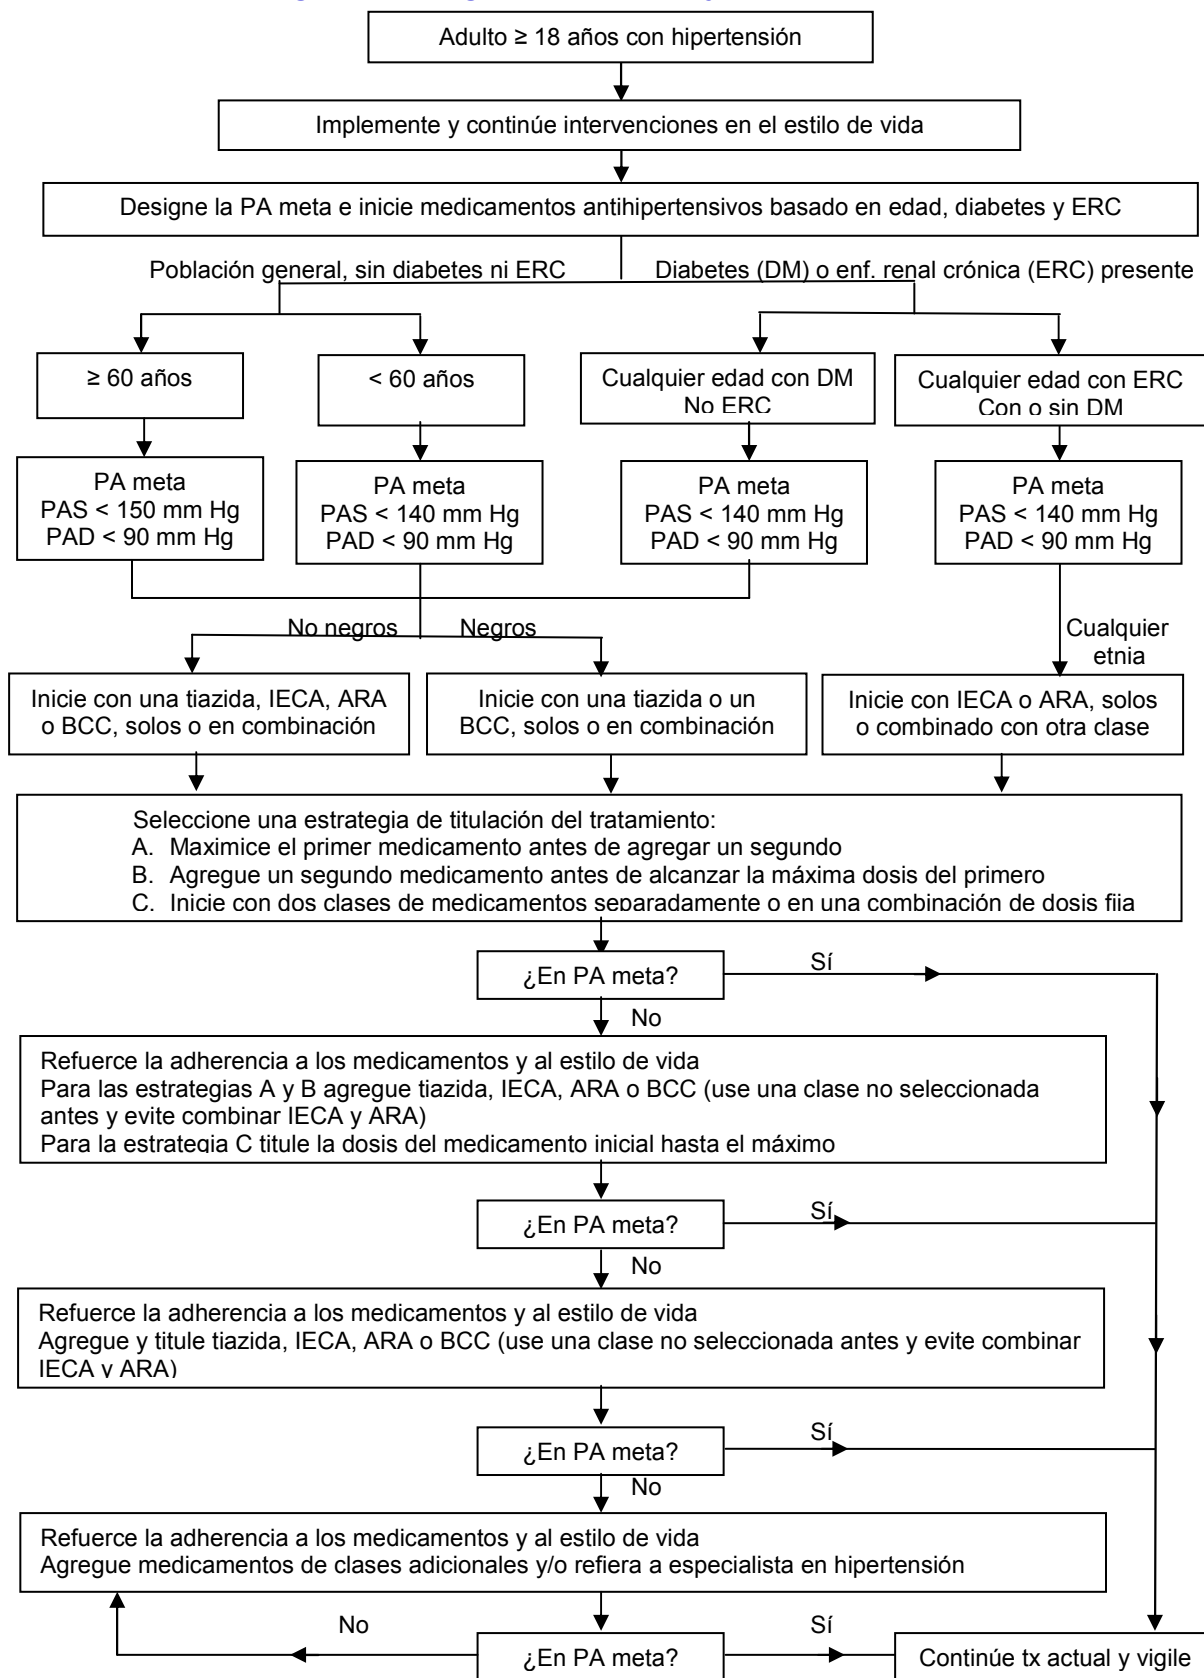 Adulto ≥ 18 años con hipertensión
Implemente y continúe intervenciones en el estilo de vida
Designe la PA meta e inicie medicamentos antihipertensivos basado en edad, diabetes y ERC
Población general, sin diabetes ni ERC
Diabetes (DM) o enf. renal crónica (ERC) presente
≥ 60 años
< 60 años
Cualquier edad con DM
No ERC
Cualquier edad con ERC
Con o sin DM
PA meta
PAS < 150 mm Hg
PAD < 90 mm Hg
PA meta
PAS < 140 mm Hg
PAD < 90 mm Hg
PA meta
PAS < 140 mm Hg
PAD < 90 mm Hg
PA meta
PAS < 140 mm Hg
PAD < 90 mm Hg
No negros
Negros
Cualquier
etnia
Inicie con una tiazida, IECA, ARA
o BCC, solos o en combinación
Inicie con una tiazida o un
BCC, solos o en combinación
Inicie con IECA o ARA, solos
o combinado con otra clase
Seleccione una estrategia de titulación del tratamiento:
A. Maximice el primer medicamento antes de agregar un segundo
B. Agregue un segundo medicamento antes de alcanzar la máxima dosis del primero
C. Inicie con dos clases de medicamentos separadamente o en una combinación de dosis fija
¿En PA meta?
Sí
No
Refuerce la adherencia a los medicamentos y al estilo de vida
Para las estrategias A y B agregue tiazida, IECA, ARA o BCC (use una clase no seleccionada
antes y evite combinar IECA y ARA)
Para la estrategia C titule la dosis del medicamento inicial hasta el máximo
¿En PA meta?
Sí
No
Refuerce la adherencia a los medicamentos y al estilo de vida
Agregue y titule tiazida, IECA, ARA o BCC (use una clase no seleccionada antes y evite combinar
IECA y ARA)
¿En PA meta?
Sí
No
Refuerce la adherencia a los medicamentos y al estilo de vida
Agregue medicamentos de clases adicionales y/o refiera a especialista en hipertensión
No
¿En PA meta?
Sí
Continúe tx actual y vigile